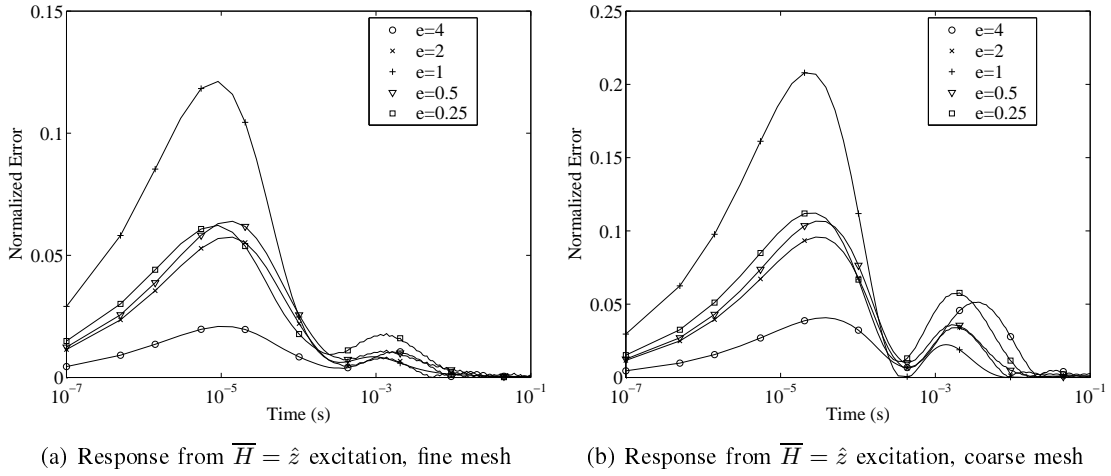 0.15
0.1
0.05
0
Normalized Error
10^-7
10^-5
10^-3
10^-1
Time (s)
e=4
e=2
e=1
e=0.5
e=0.25
(a) Response from H̅ = ẑ excitation, fine mesh
0.25
0.2
0.15
0.1
0.05
0
Normalized Error
10^-7
10^-5
10^-3
10^-1
Time (s)
e=4
e=2
e=1
e=0.5
e=0.25
(b) Response from H̅ = ẑ excitation, coarse mesh